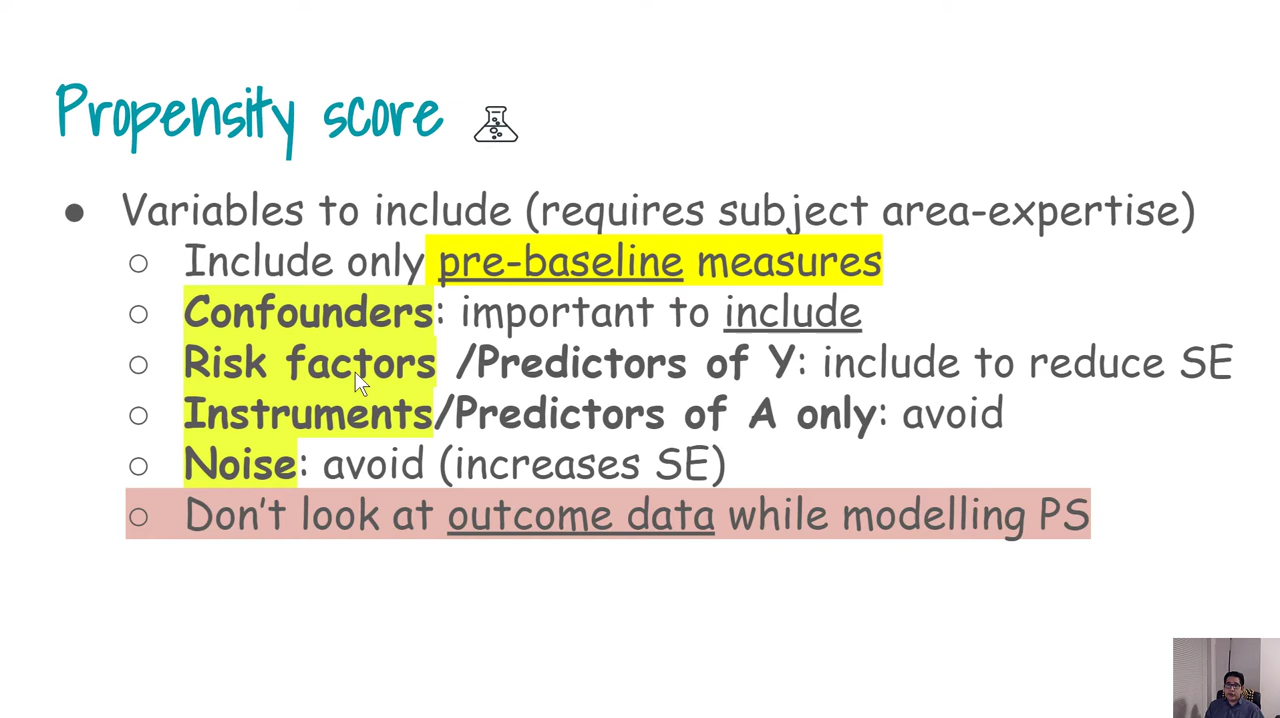 Propensity score
● Variables to include (requires subject area-expertise)
○ Include only pre-baseline measures
○ Confounders: important to include
○ Risk factors /Predictors of Y: include to reduce SE
○ Instruments/Predictors of A only: avoid
○ Noise: avoid (increases SE)
○ Don't look at outcome data while modelling PS